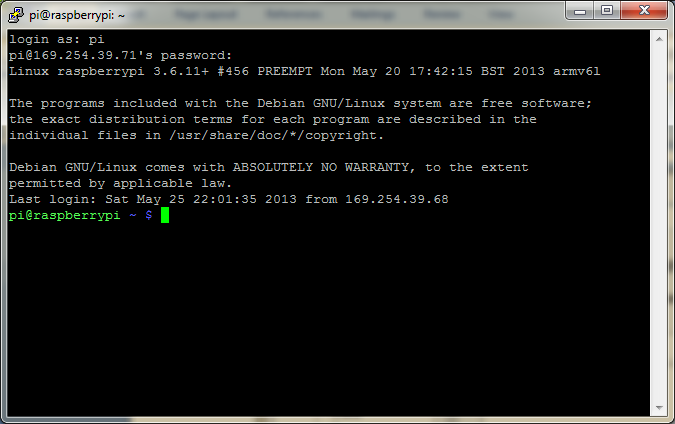 pi@raspberrypi: ~
login as: pi
pi@169.254.39.71's password:
Linux raspberrypi 3.6.11+ #456 PREEMPT Mon May 20 17:42:15 BST 2013 armv6l
The programs included with the Debian GNU/Linux system are free software;
the exact distribution terms for each program are described in the
individual files in /usr/share/doc/*/copyright.
Debian GNU/Linux comes with ABSOLUTELY NO WARRANTY, to the extent
permitted by applicable law.
Last login: Sat May 25 22:01:35 2013 from 169.254.39.68
pi@raspberrypi ~ $